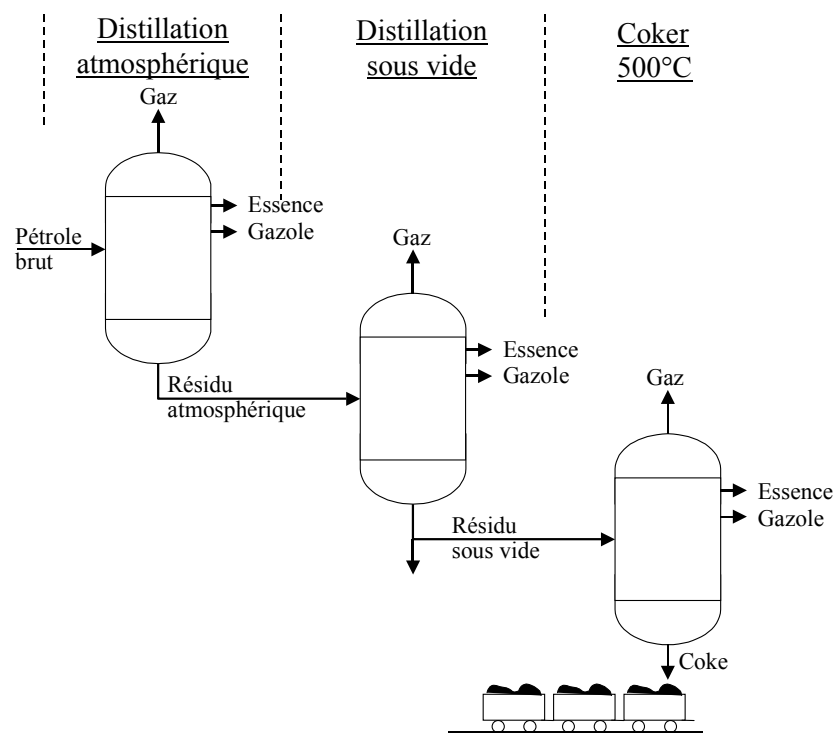 Distillation
atmosphérique
Distillation
sous vide
Coker
500°C
Gaz
Essence
Gazole
Pétrole
brut
Résidu
atmosphérique
Gaz
Essence
Gazole
Résidu
sous vide
Gaz
Essence
Gazole
Coke